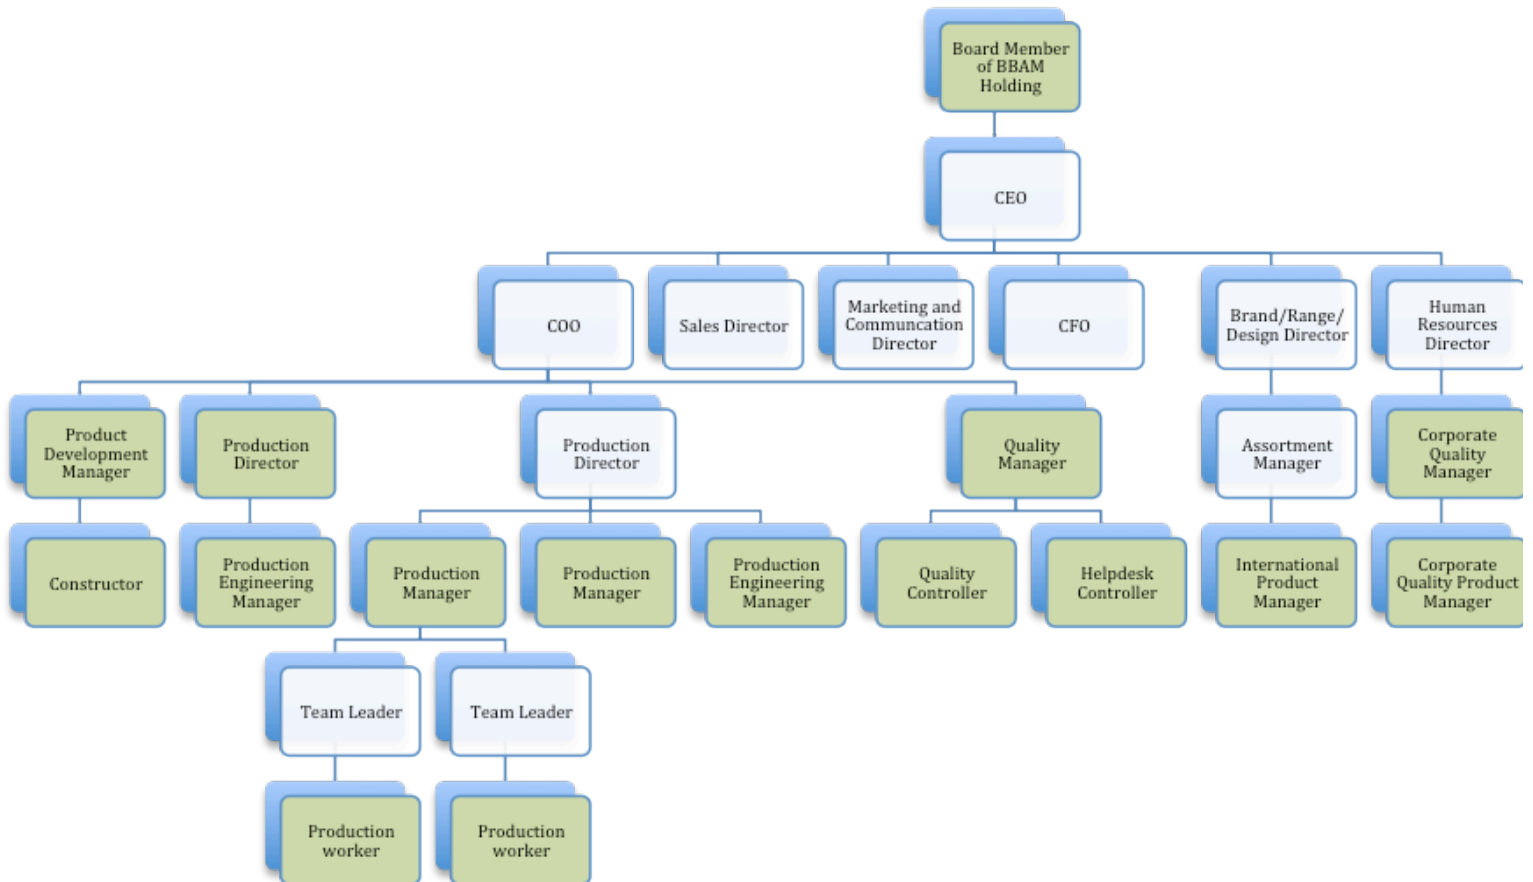 Board Member
of BBAM
Holding
CEO
COO
Sales Director
Marketing and
Communcation
Director
CFO
Brand/Range/
Design Director
Human
Resources
Director
Product
Development
Manager
Production
Director
Production
Director
Quality
Manager
Assortment
Manager
Corporate
Quality
Manager
Constructor
Production
Engineering
Manager
Production
Manager
Production
Manager
Production
Engineering
Manager
Quality
Controller
Helpdesk
Controller
International
Product
Manager
Corporate
Quality Product
Manager
Team Leader
Team Leader
Production
worker
Production
worker